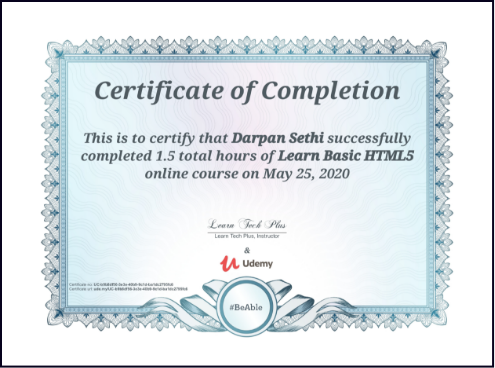 Certificate of Completion
This is to certify that Darpan Sethi successfully
completed 1.5 total hours of Learn Basic HTML5
online course on May 25, 2020
Learn Tech Plus
Learn Tech Plus, Instructor
&
Udemy
Certificate no:
Certificate url:
#BeAble